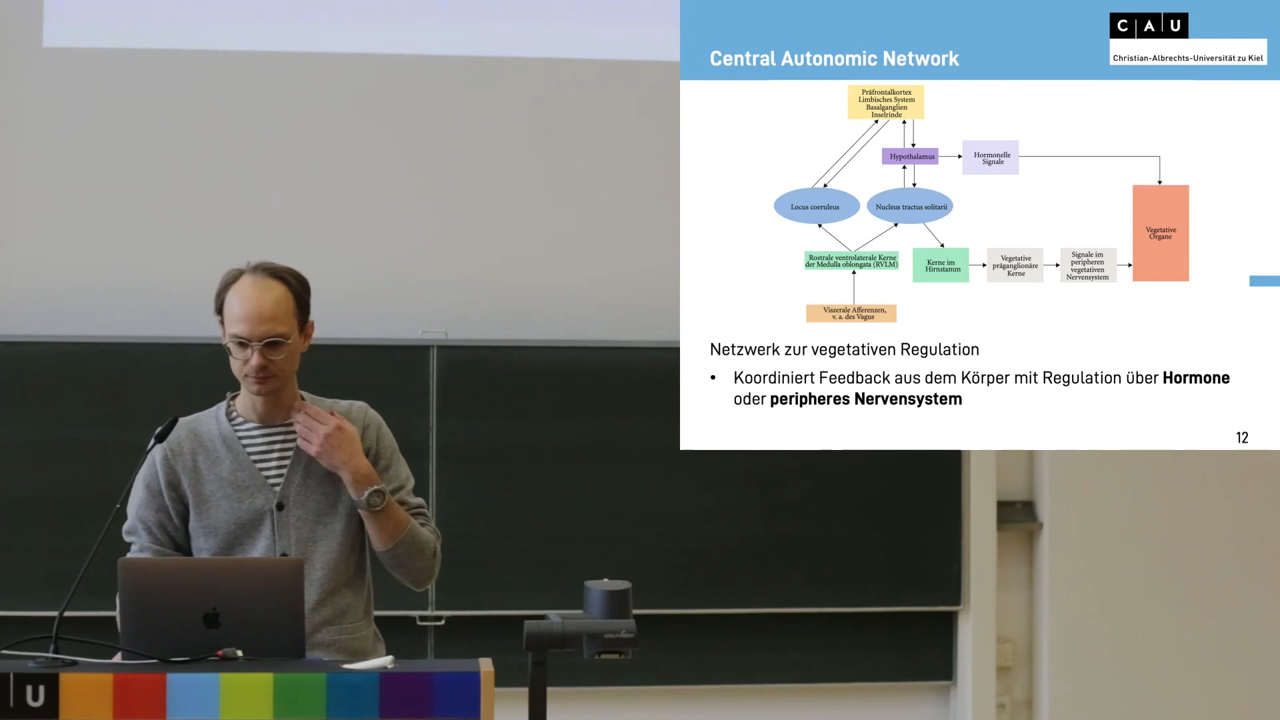 Central Autonomic Network
C A U
Christian-Albrechts-Universität zu Kiel
Präfrontalkortex
Limbisches System
Basalganglien
Inselrinde
Hypothalamus
Hormonelle
Signale
Locus coeruleus
Nucleus tractus solitarii
Vegetative
Organe
Rostrale ventrolaterale Kerne
der Medulla oblongata (RVLM)
Kerne im
Hirnstamm
Vegetative
präganglionäre
Kerne
Signale im
peripheren
vegetativen
Nervensystem
Viszerale Afferenzen,
v. a. des Vagus
Netzwerk zur vegetativen Regulation
• Koordiniert Feedback aus dem Körper mit Regulation über Hormone
oder peripheres Nervensystem
12
U